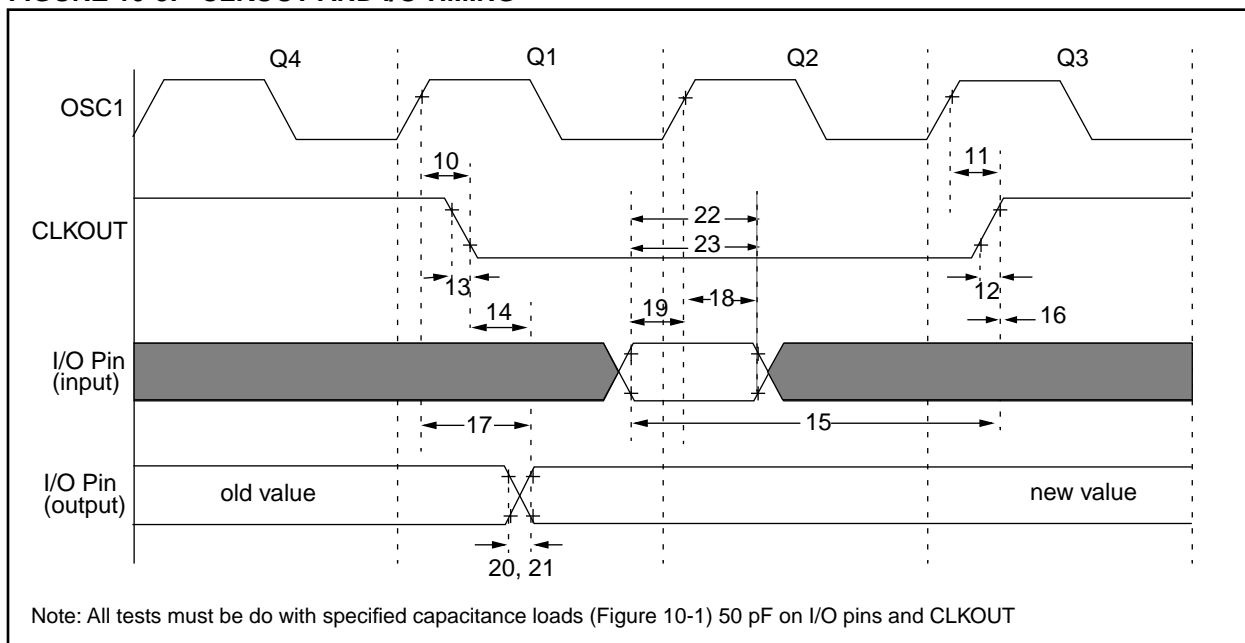 FIGURE CLKOUT AND I/O TIMING
Q4 Q1 Q2 Q3
OSC1
10 11
22
CLKOUT
23
13 12
19 18
14 16
I/O Pin
(input)
17 15
I/O Pin
(output)
old value new value
20, 21
Note: All tests must be do with specified capacitance loads (Figure 10-1) 50 pF on I/O pins and CLKOUT